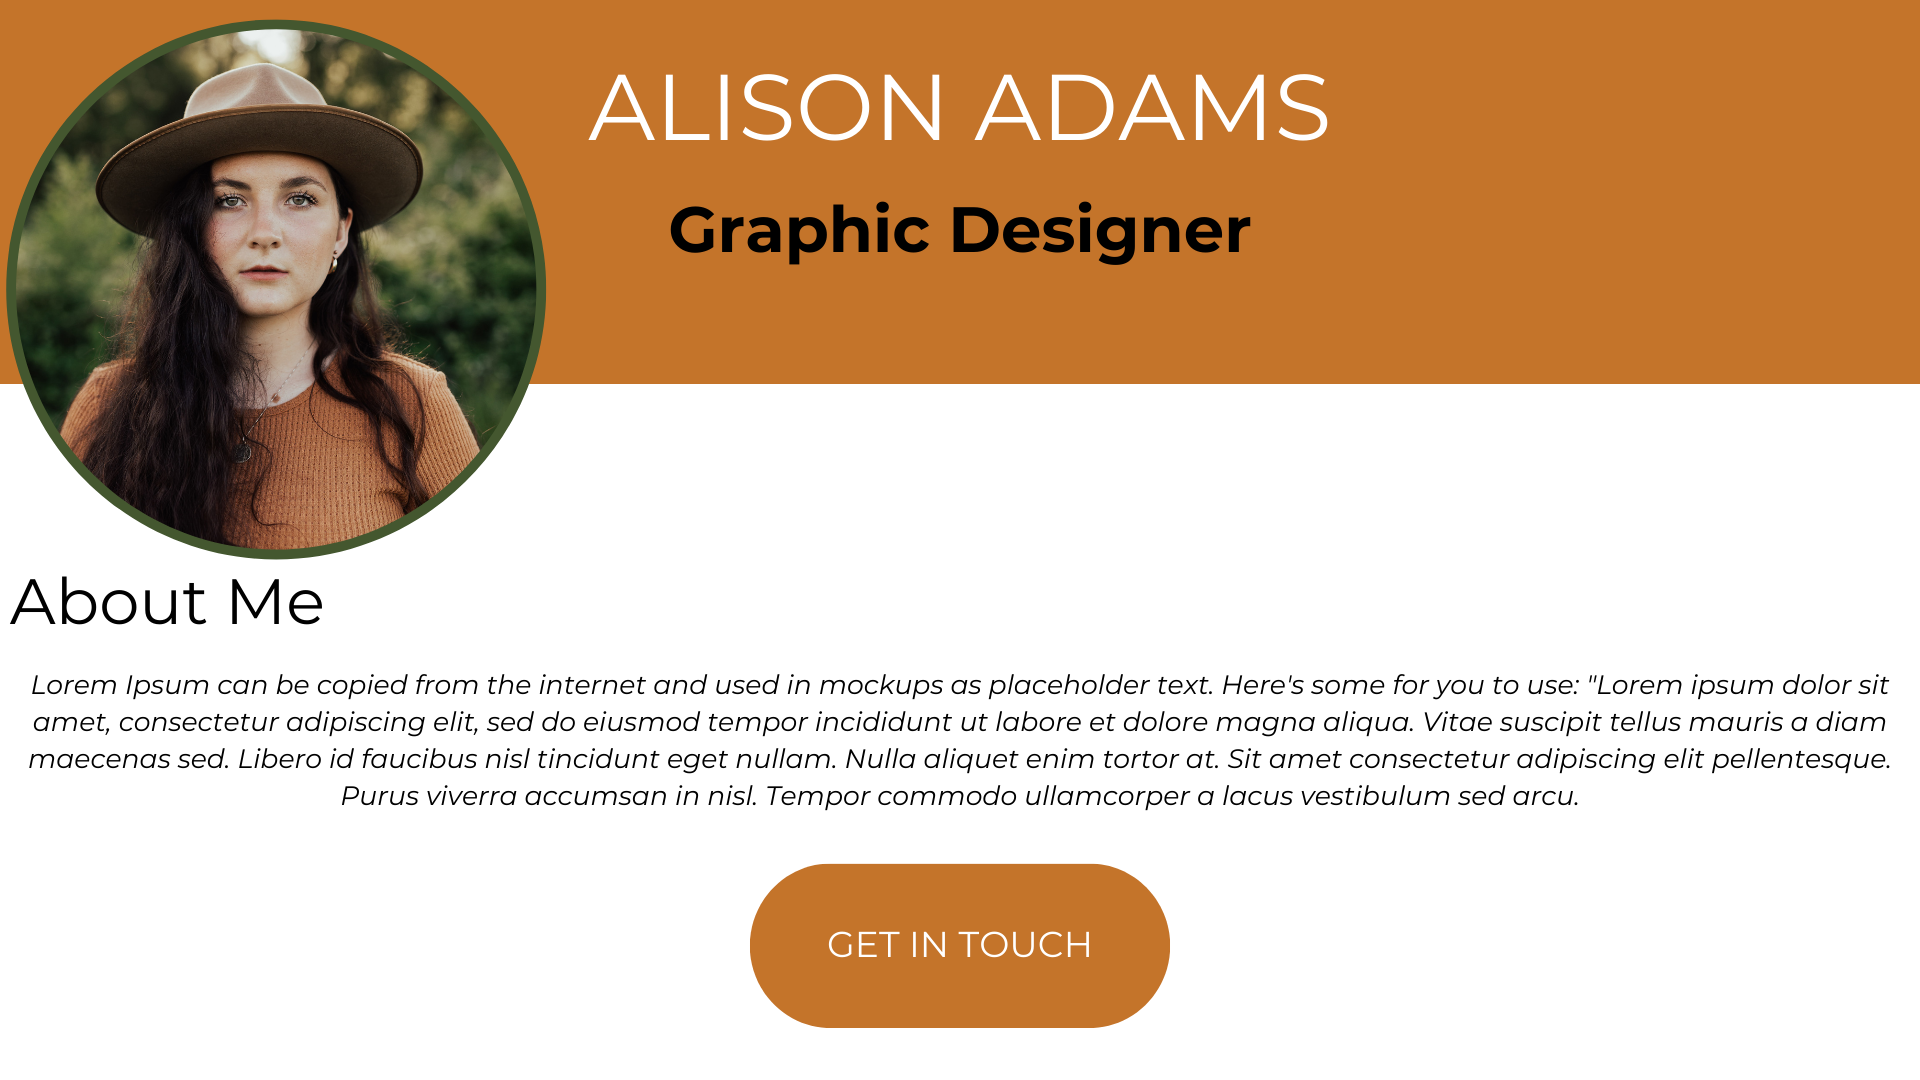 ALISON ADAMS
Graphic Designer
About Me
Lorem Ipsum can be copied from the internet and used in mockups as placeholder text. Here's some for you to use: "Lorem ipsum dolor sit
amet, consectetur adipiscing elit, sed do eiusmod tempor incididunt ut labore et dolore magna aliqua. Vitae suscipit tellus mauris a diam
maecenas sed. Libero id faucibus nisl tincidunt eget nullam. Nulla aliquet enim tortor at. Sit amet consectetur adipiscing elit pellentesque.
Purus viverra accumsan in nisl. Tempor commodo ullamcorper a lacus vestibulum sed arcu.
GET IN TOUCH